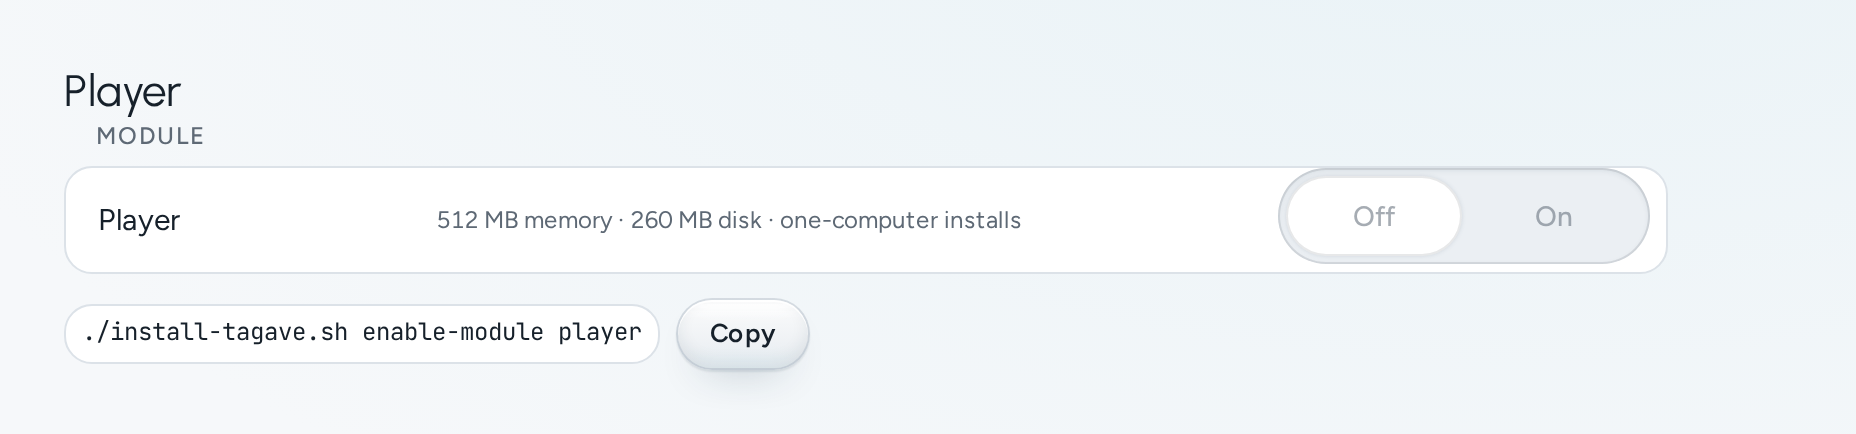 Player
MODULE
Player 512 MB memory · 260 MB disk · one-computer installs Off On
./install-tagave.sh enable-module player Copy